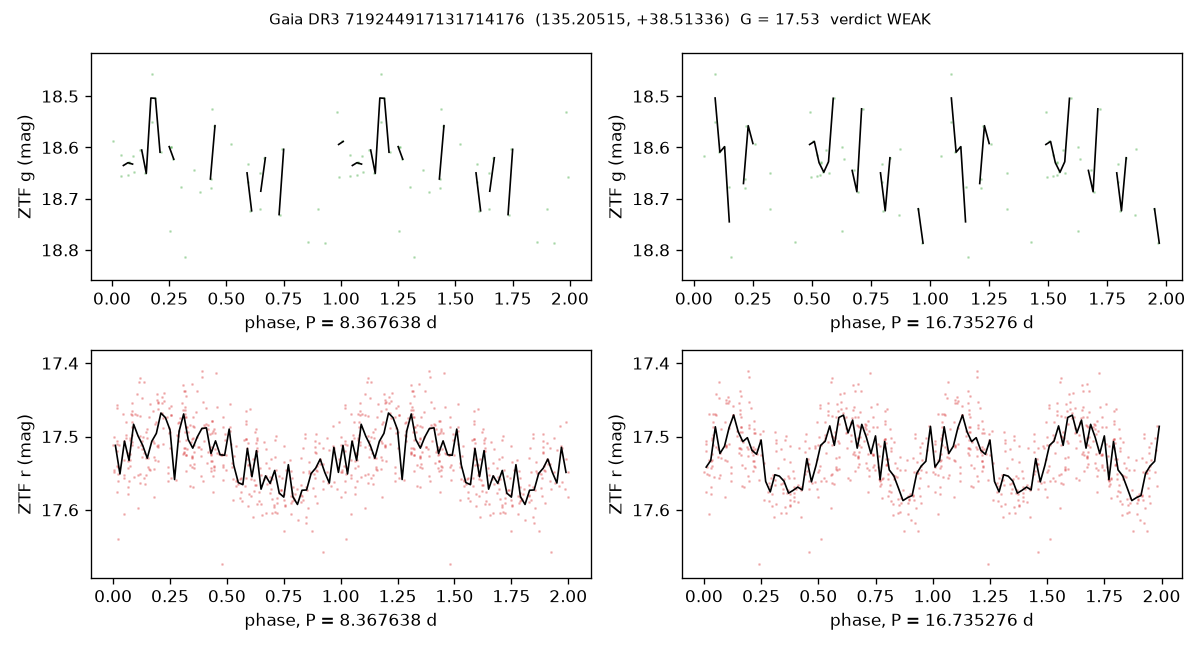 Gaia DR3 719244917131714176  (135.20515, +38.51336)  G = 17.53  verdict WEAK
ZTF g (mag)
18.5
18.6
18.7
18.8
0.00 0.25 0.50 0.75 1.00 1.25 1.50 1.75 2.00
phase, P = 8.367638 d
ZTF g (mag)
18.5
18.6
18.7
18.8
0.00 0.25 0.50 0.75 1.00 1.25 1.50 1.75 2.00
phase, P = 16.735276 d
ZTF r (mag)
17.4
17.5
17.6
0.00 0.25 0.50 0.75 1.00 1.25 1.50 1.75 2.00
phase, P = 8.367638 d
ZTF r (mag)
17.4
17.5
17.6
0.00 0.25 0.50 0.75 1.00 1.25 1.50 1.75 2.00
phase, P = 16.735276 d